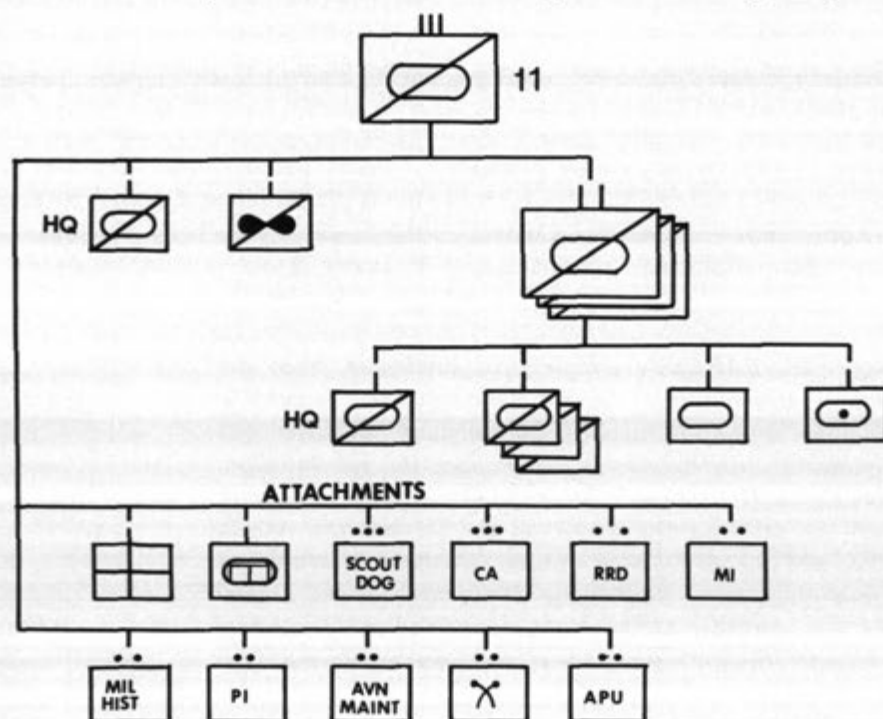 11
HQ
HQ
ATTACHMENTS
SCOUT
DOG
CA
RRD
MI
MIL
HIST
PI
AVN
MAINT
APU